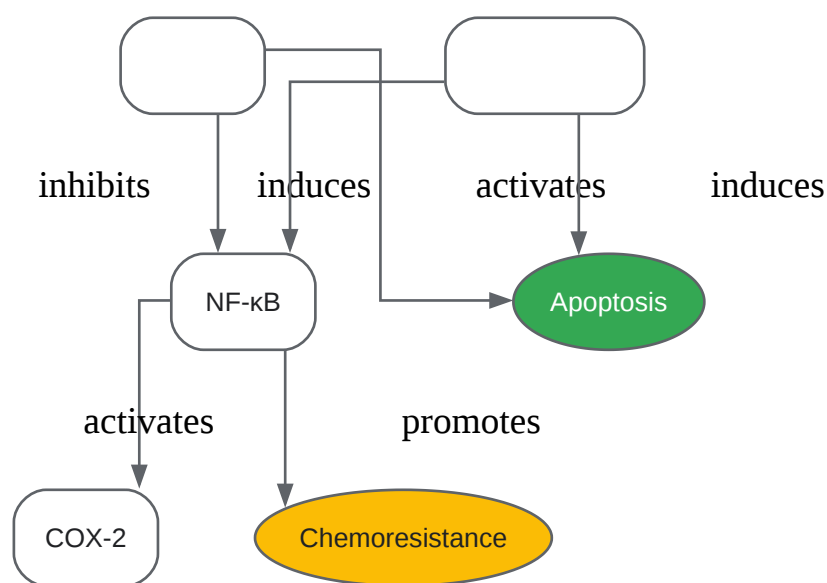 inhibits induces activates induces
NF-κB
Apoptosis
activates promotes
COX-2
Chemoresistance